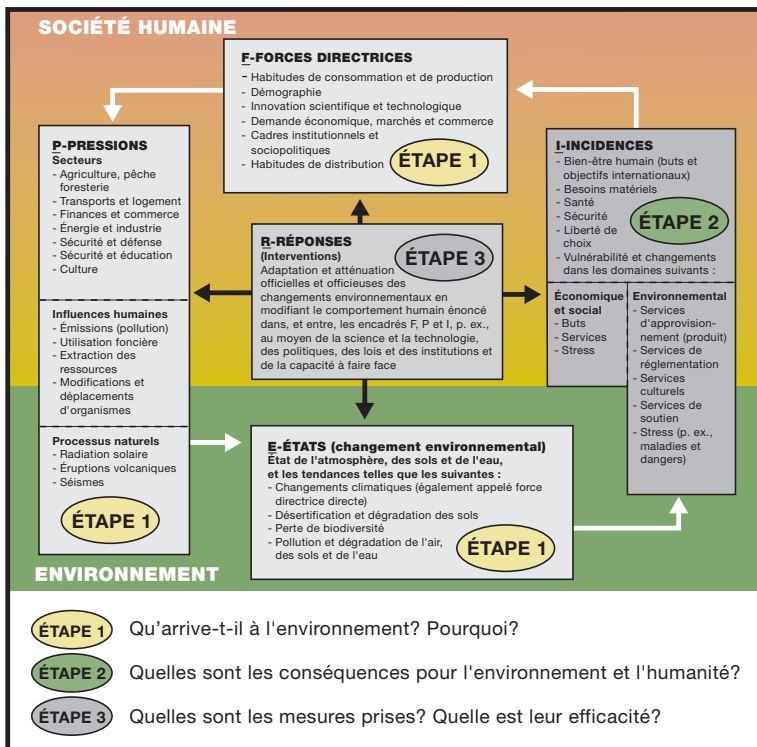 SOCIÉTÉ HUMAINE
F-FORCES DIRECTRICES
- Habitudes de consommation et de production
- Démographie
- Innovation scientifique et technologique
- Demande économique, marchés et commerce
- Cadres institutionnels et
sociopolitiques
- Habitudes de distribution
ÉTAPE 1
P-PRESSIONS
Secteurs
- Agriculture, pêche
foresterie
- Transports et logement
- Finances et commerce
- Énergie et industrie
- Sécurité et défense
- Sécurité et éducation
- Culture
Influences humaines
- Émissions (pollution)
- Utilisation foncière
- Extraction des
ressources
- Modifications et
déplacements
d'organismes
Processus naturels
- Radiation solaire
- Éruptions volcaniques
- Séismes
ÉTAPE 1
R-RÉPONSES
(Interventions)
ÉTAPE 3
Adaptation et atténuation
officielles et officieuses des
changements environnementaux en
modifiant le comportement humain énoncé
dans, et entre, les encadrés F, P et I, p. ex.,
au moyen de la science et la technologie,
des politiques, des lois et des institutions et
de la capacité à faire face
I-INCIDENCES
- Bien-être humain (buts et
objectifs internationaux)
- Besoins matériels
- Santé
- Sécurité
- Liberté de
choix
- Vulnérabilité et changements
dans les domaines suivants :
ÉTAPE 2
Économique
et social
- Buts
- Services
- Stress
Environnemental
- Services
d'approvision-
nement (produit)
- Services de
réglementation
- Services
culturels
- Services de
soutien
- Stress (p. ex.,
maladies et
dangers)
E-ÉTATS (changement environnemental)
État de l'atmosphère, des sols et de l'eau,
et les tendances telles que les suivantes :
- Changements climatiques (également appelé force
directrice directe)
- Désertification et dégradation des sols
- Perte de biodiversité
- Pollution et dégradation de l'air,
des sols et de l'eau
ÉTAPE 1
ENVIRONNEMENT
ÉTAPE 1 Qu'arrive-t-il à l'environnement? Pourquoi?
ÉTAPE 2 Quelles sont les conséquences pour l'environnement et l'humanité?
ÉTAPE 3 Quelles sont les mesures prises? Quelle est leur efficacité?